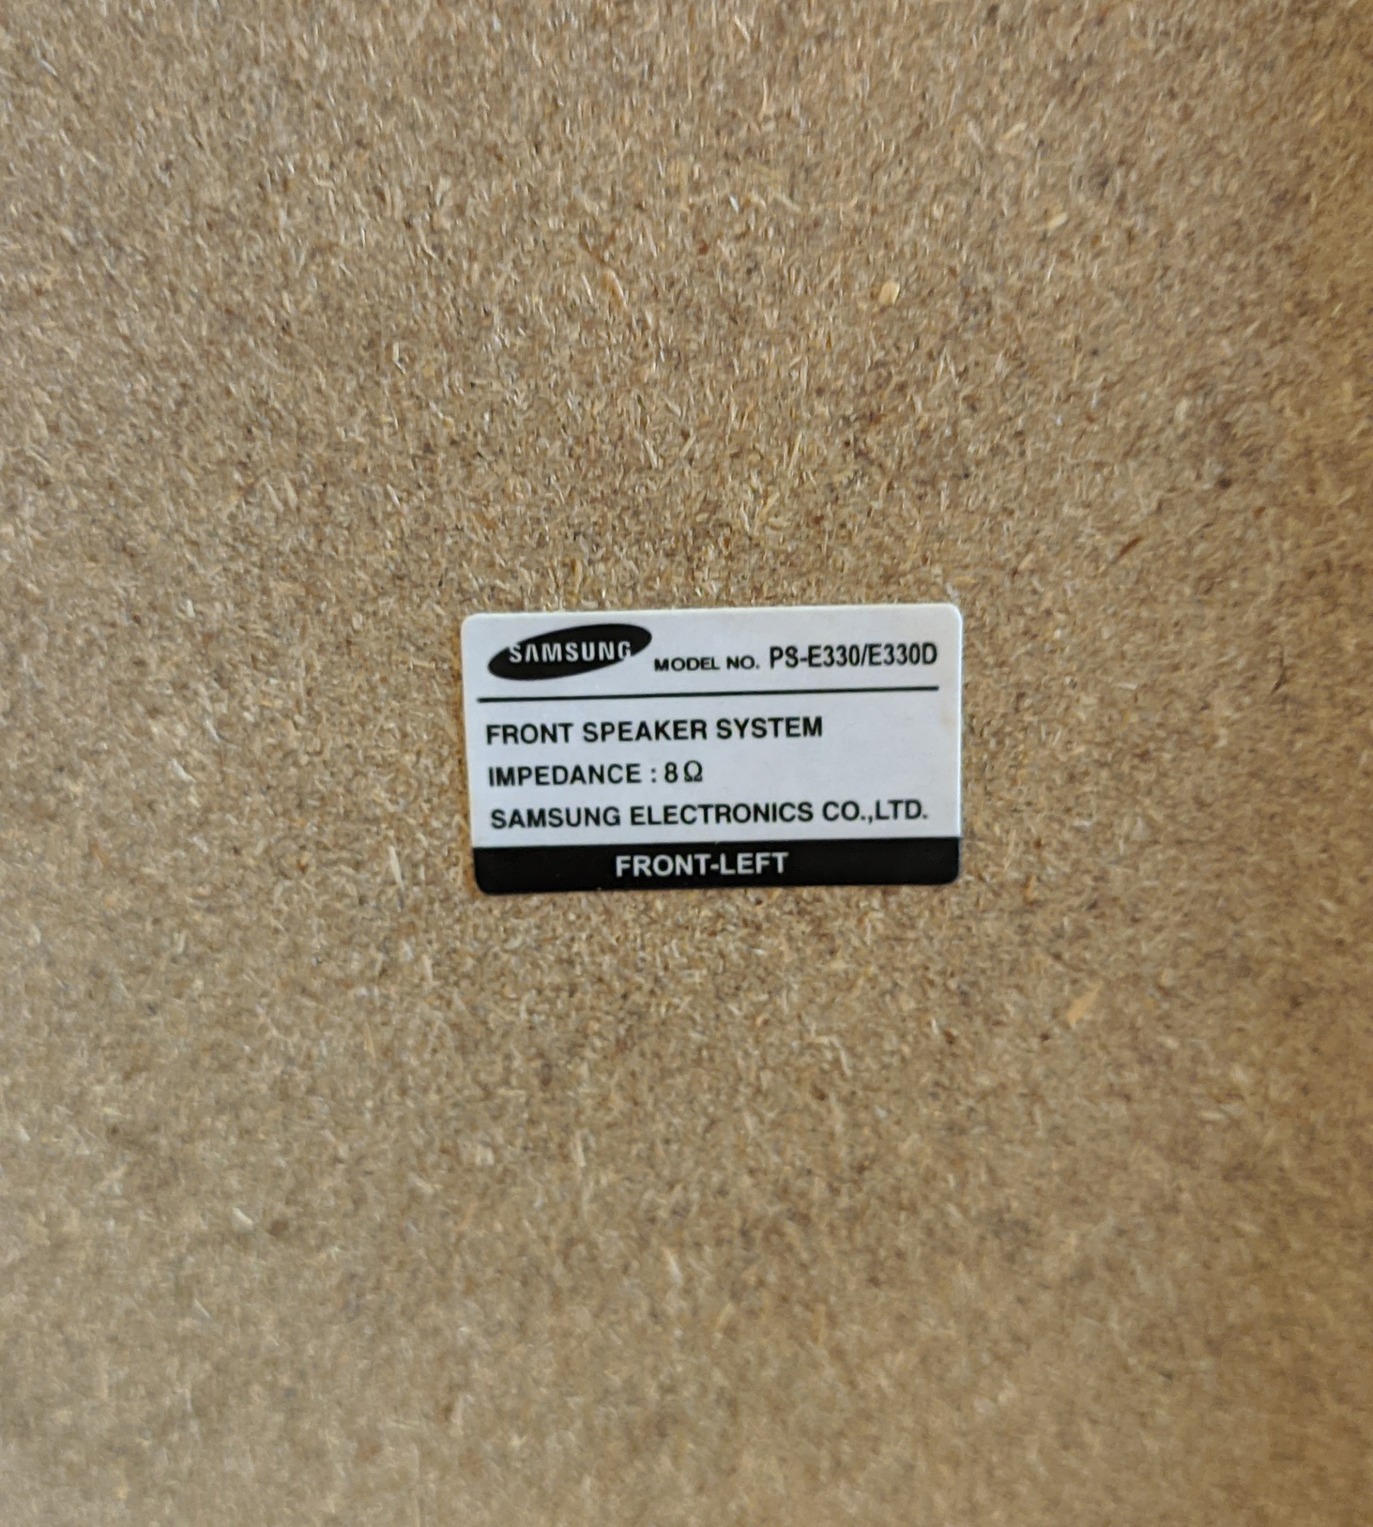 SAMSUNG MODEL NO. PS-E330/E330D
FRONT SPEAKER SYSTEM
IMPEDANCE : 8Ω
SAMSUNG ELECTRONICS CO.,LTD.
FRONT-LEFT